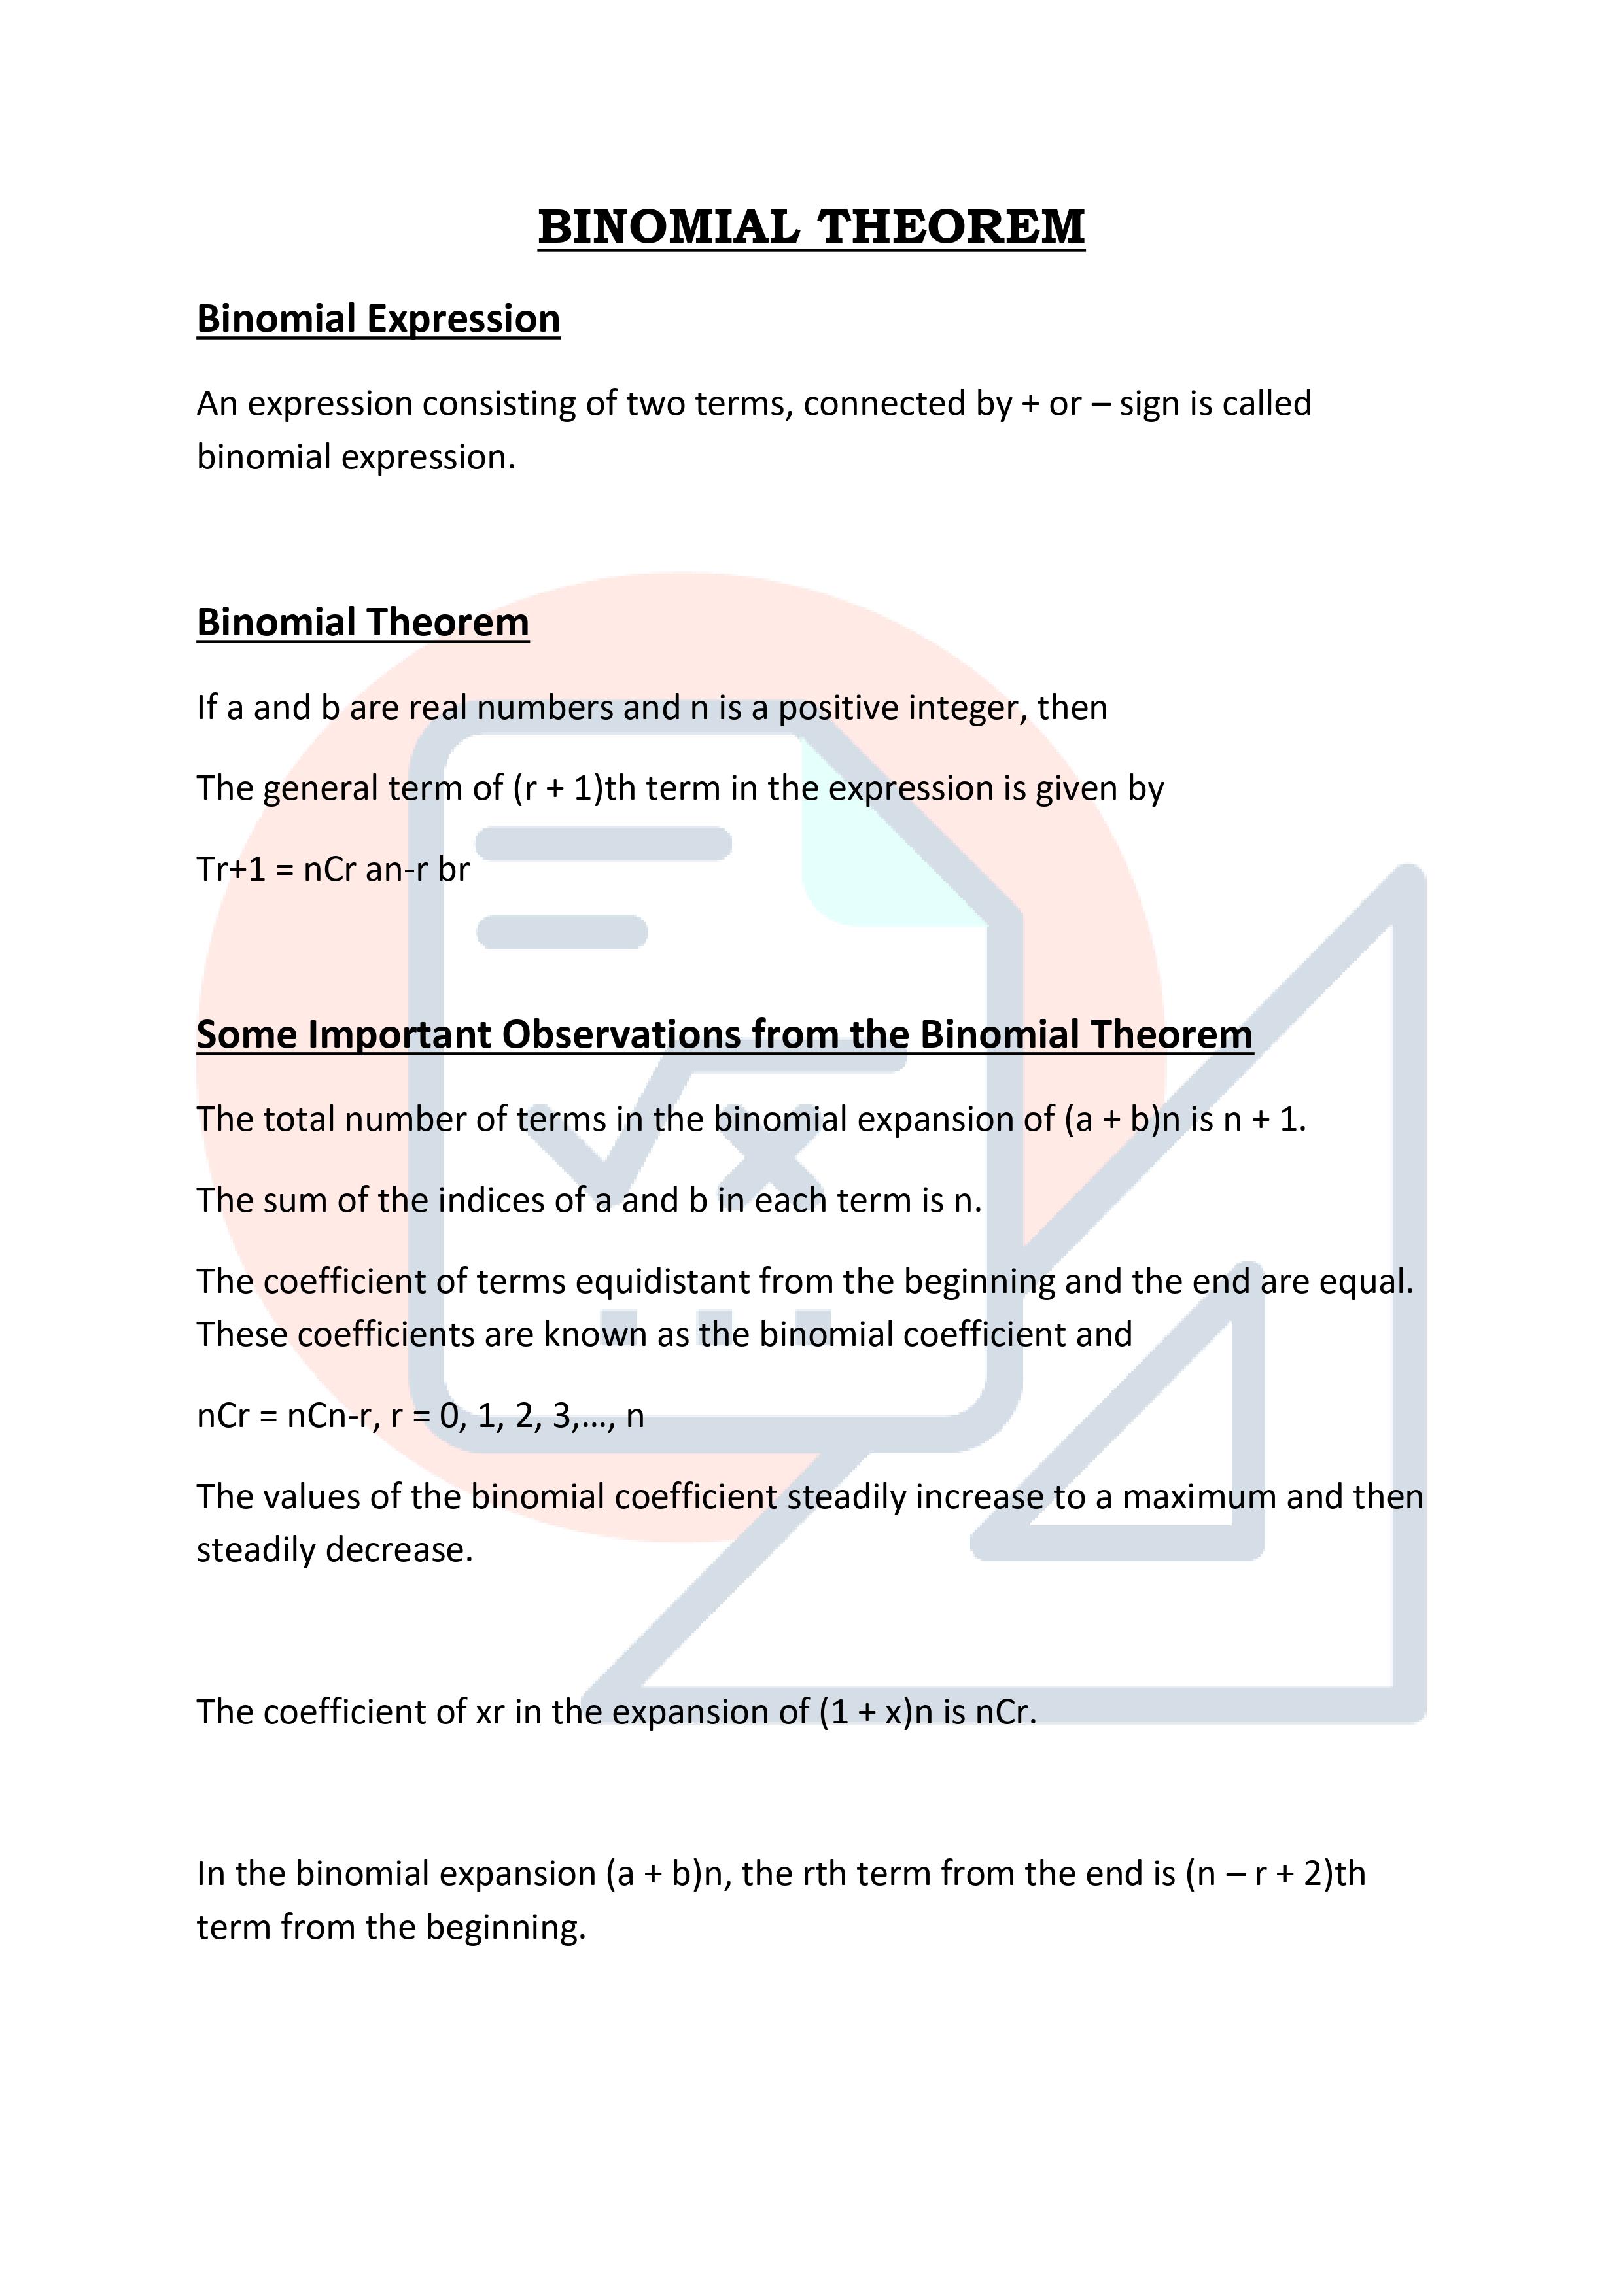 BINOMIAL THEOREM
Binomial Expression
An expression consisting of two terms, connected by + or – sign is called
binomial expression.
Binomial Theorem
If a and b are real numbers and n is a positive integer, then
The general term of (r + 1)th term in the expression is given by
Tr+1 = nCr an-r br
Some Important Observations from the Binomial Theorem
The total number of terms in the binomial expansion of (a + b)n is n + 1.
The sum of the indices of a and b in each term is n.
The coefficient of terms equidistant from the beginning and the end are equal.
These coefficients are known as the binomial coefficient and
nCr = nCn-r, r = 0, 1, 2, 3,…, n
The values of the binomial coefficient steadily increase to a maximum and then
steadily decrease.
The coefficient of xr in the expansion of (1 + x)n is nCr.
In the binomial expansion (a + b)n, the rth term from the end is (n – r + 2)th
term from the beginning.